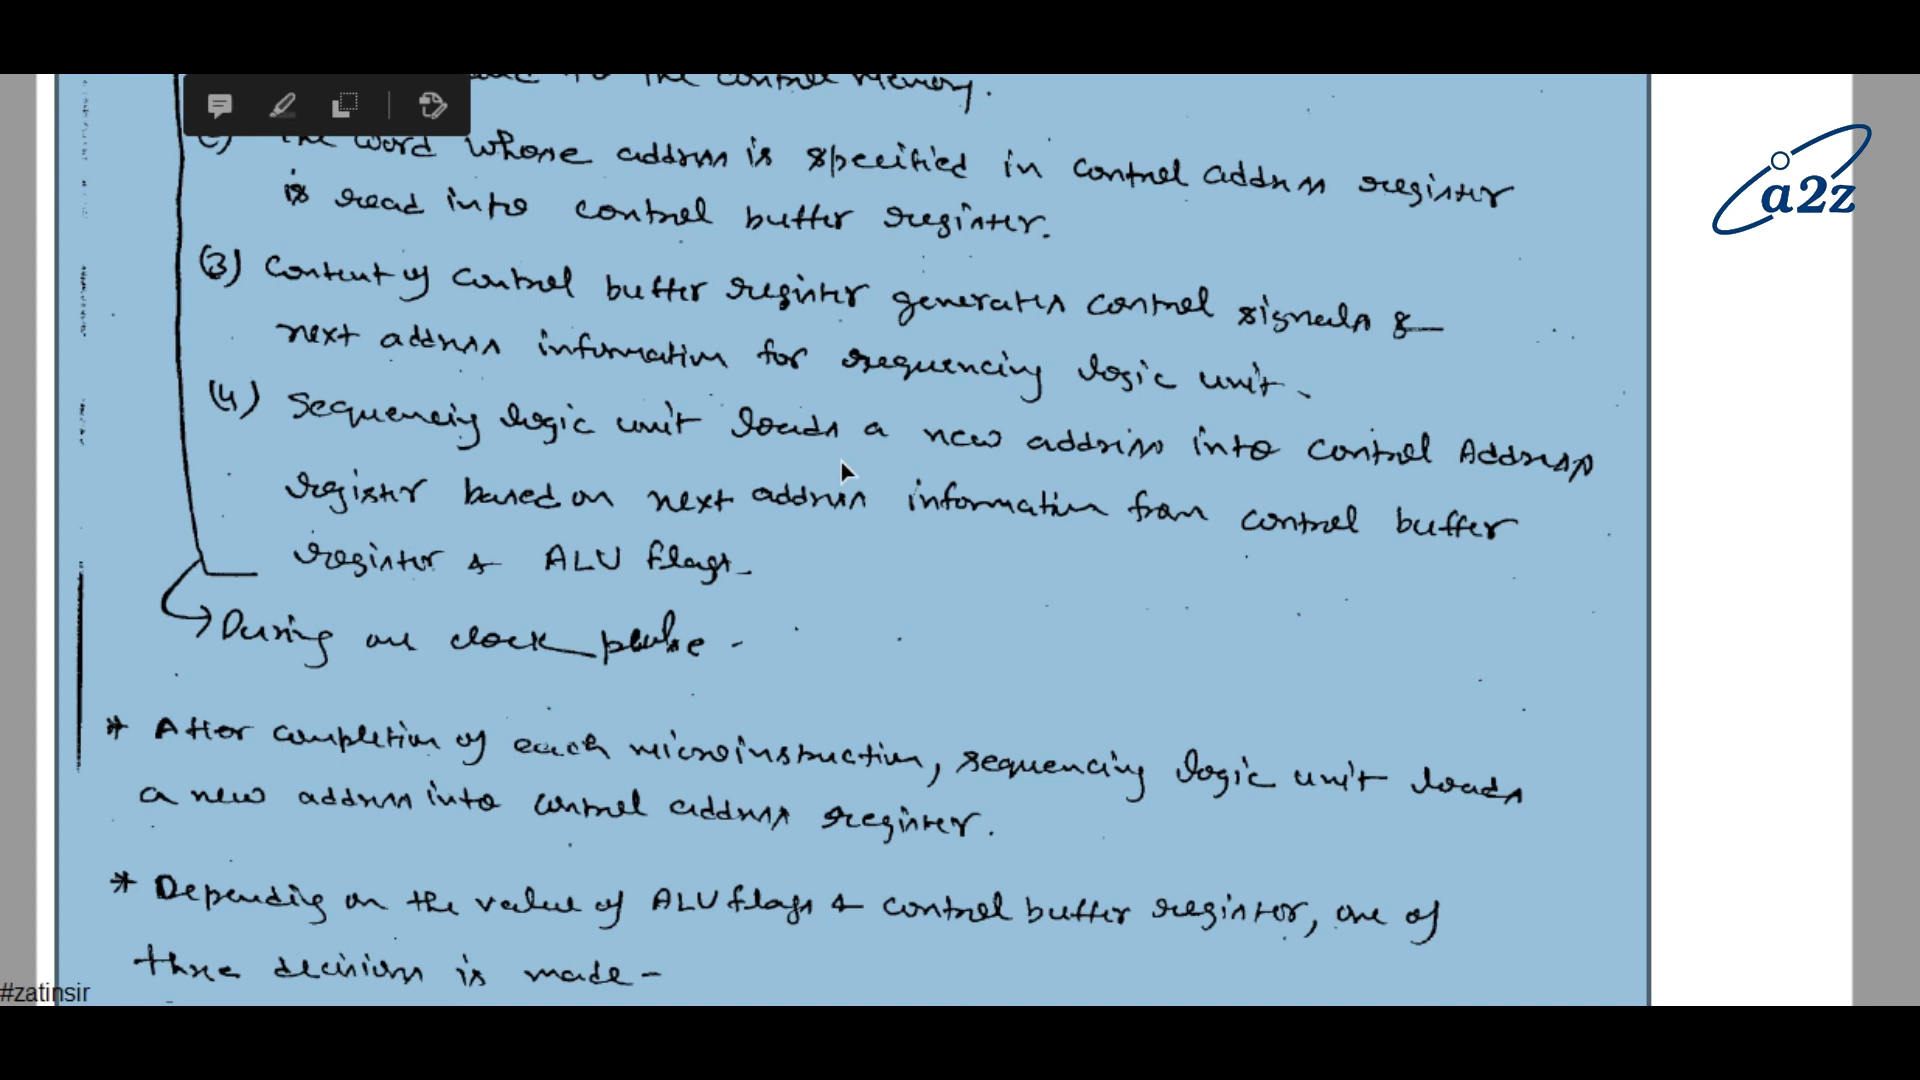 to the control Memory.
(2) the word whose address is specified in control address register
is read into control buffer register.
(3) Content of control buffer register generates control signals &
next address information for sequencing logic unit.
(4) Sequencing logic unit loads a new address into control Address
register based on next address information from control buffer
register & ALU flags.
During one clock pulse -
* After completion of each microinstruction, sequencing logic unit loads
a new address into control address register.
* Depending on the value of ALU flags & control buffer register, one of
three decisions is made -
a2z
#zatinsir